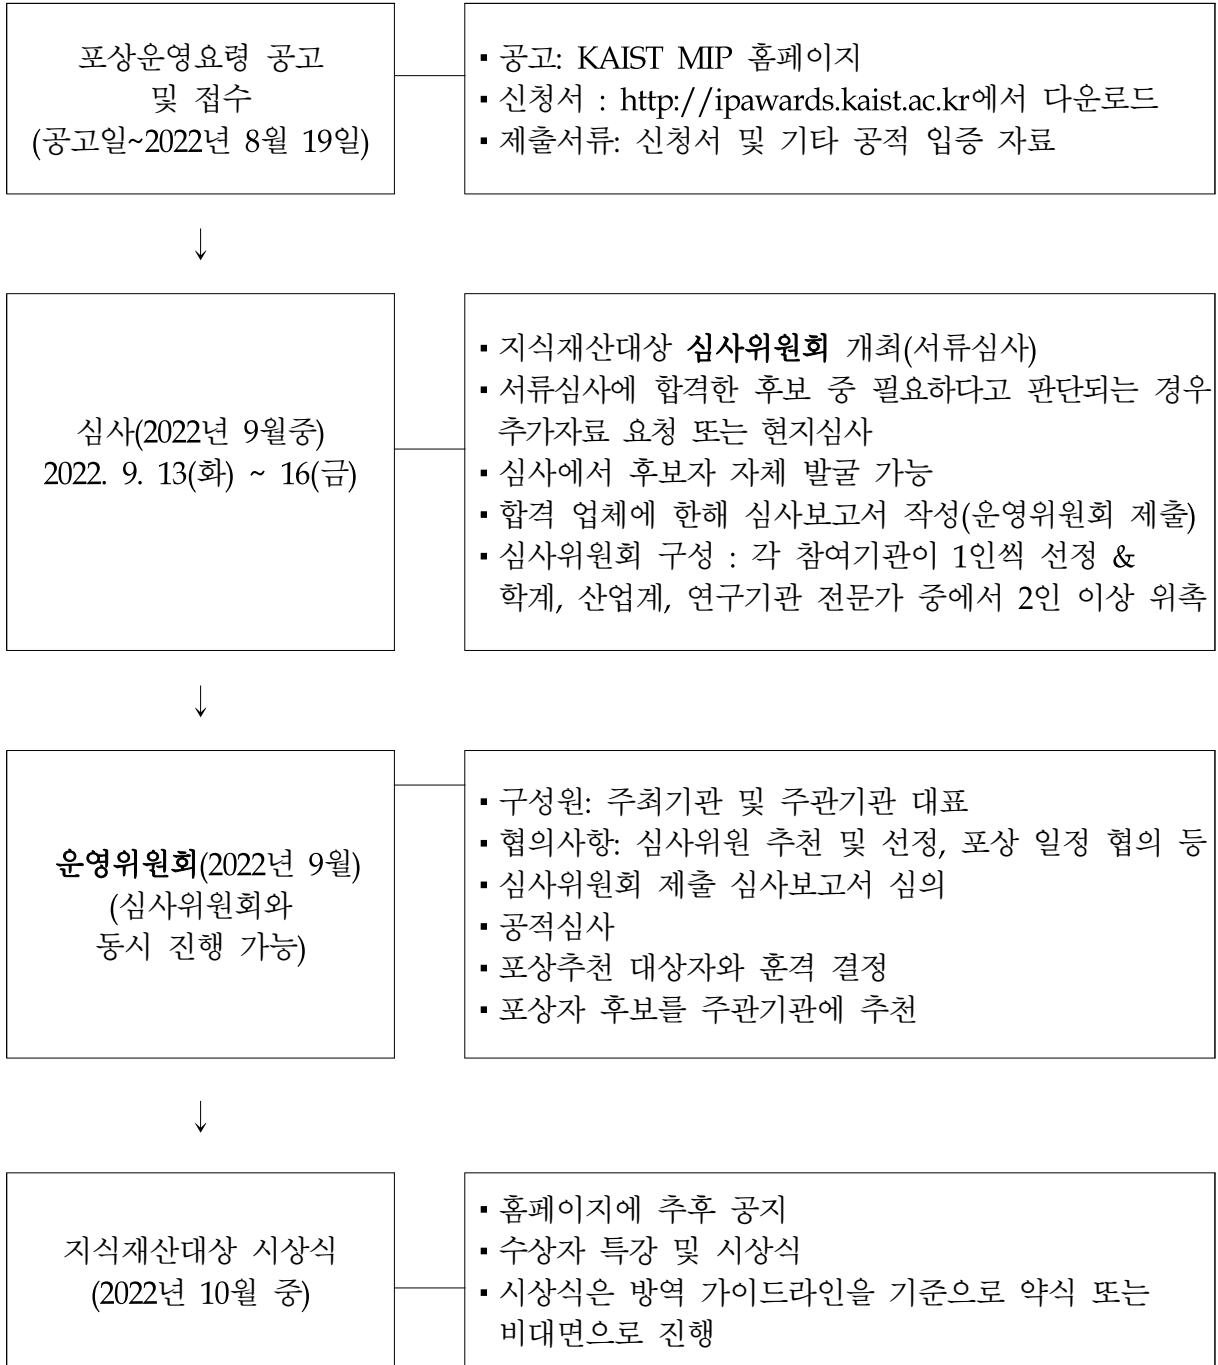 포상운영요령 공고
및 접수
(공고일~2022년 8월 19일)
▪ 공고: KAIST MIP 홈페이지
▪ 신청서 : http://ipawards.kaist.ac.kr에서 다운로드
▪ 제출서류: 신청서 및 기타 공적 입증 자료
↓
심사(2022년 9월중)
2022. 9. 13(화) ~ 16(금)
▪ 지식재산대상 심사위원회 개최(서류심사)
▪ 서류심사에 합격한 후보 중 필요하다고 판단되는 경우
추가자료 요청 또는 현지심사
▪ 심사에서 후보자 자체 발굴 가능
▪ 합격 업체에 한해 심사보고서 작성(운영위원회 제출)
▪ 심사위원회 구성 : 각 참여기관이 1인씩 선정 &
학계, 산업계, 연구기관 전문가 중에서 2인 이상 위촉
↓
운영위원회(2022년 9월)
(심사위원회와
동시 진행 가능)
▪ 구성원: 주최기관 및 주관기관 대표
▪ 협의사항: 심사위원 추천 및 선정, 포상 일정 협의 등
▪ 심사위원회 제출 심사보고서 심의
▪ 공적심사
▪ 포상추천 대상자와 훈격 결정
▪ 포상자 후보를 주관기관에 추천
↓
지식재산대상 시상식
(2022년 10월 중)
▪ 홈페이지에 추후 공지
▪ 수상자 특강 및 시상식
▪ 시상식은 방역 가이드라인을 기준으로 약식 또는
비대면으로 진행